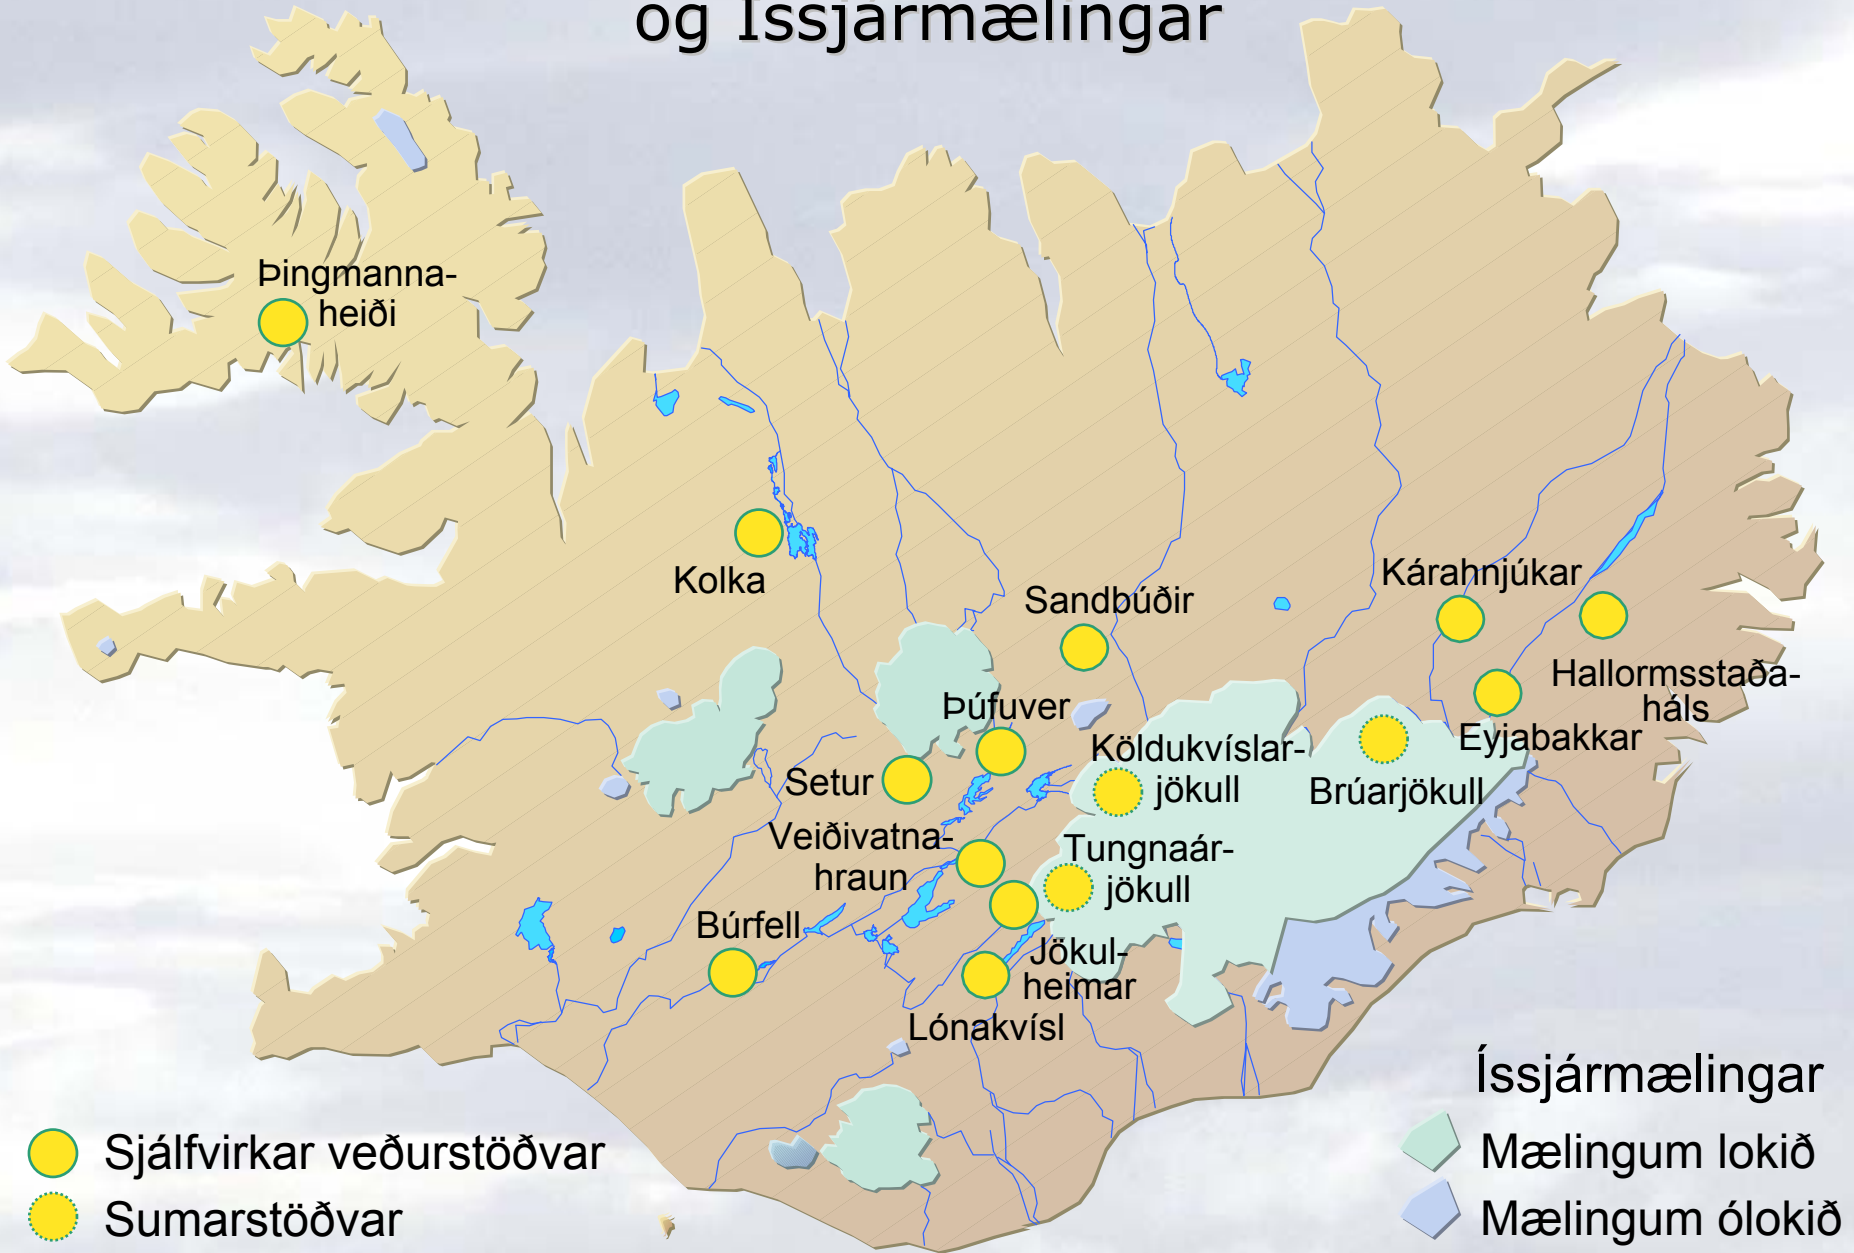 og Íssjármælingar
Þingmanna-
heiði
Kolka
Sandbúðir
Kárahnjúkar
Hallormsstaða-
háls
Eyjabakkar
Þúfuver
Setur
Köldukvíslar-
jökull
Brúarjökull
Veiðivatna-
hraun
Tungnaár-
jökull
Búrfell
Jökul-
heimar
Lónakvísl
Íssjármælingar
Mælingum lokið
Mælingum ólokið
Sjálfvirkar veðurstöðvar
Sumarstöðvar